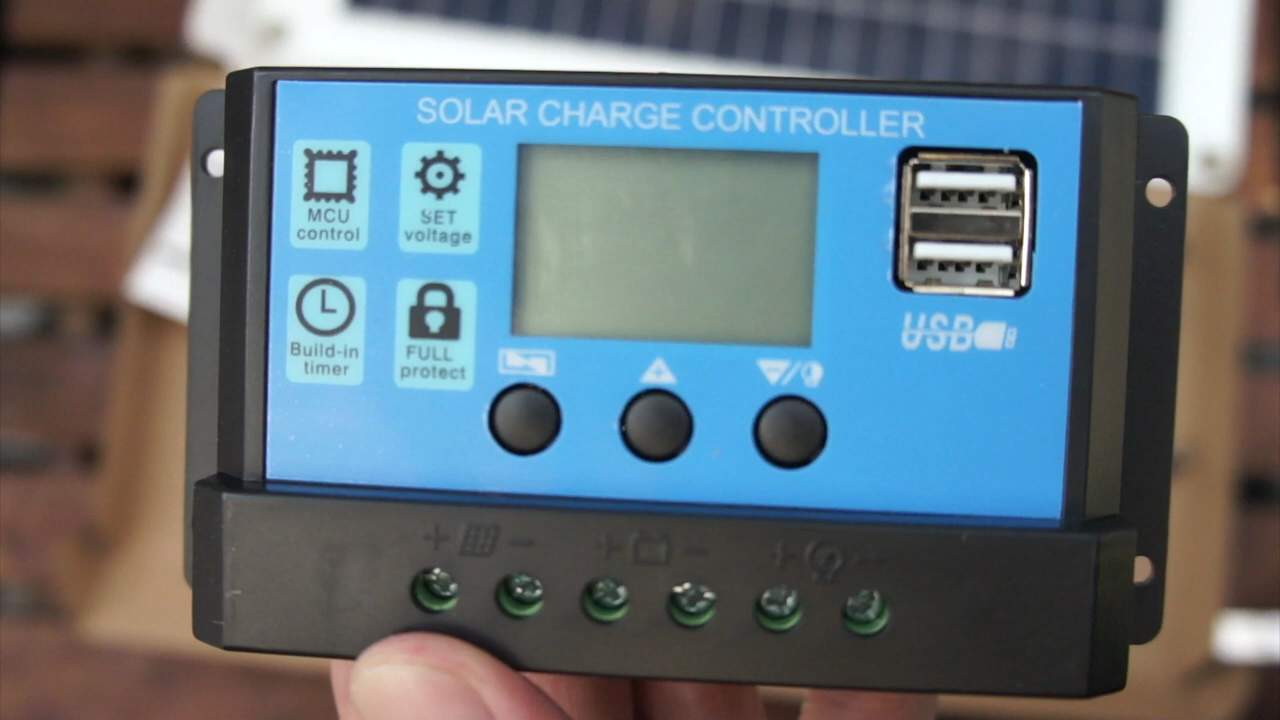 SOLAR CHARGE CONTROLLER
MCU
control
SET
voltage
Build-in
timer
FULL
protect
USB